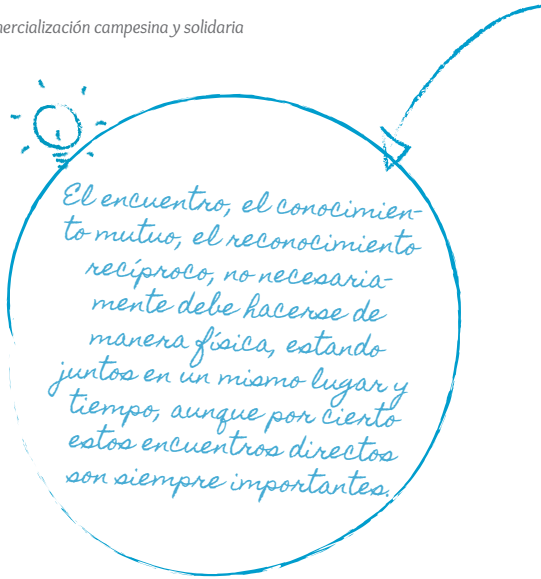 mercialización campesina y solidaria
El encuentro, el conocimien-
to mutuo, el reconocimiento
recíproco, no necesaria-
mente debe hacerse de
manera física, estando
juntos en un mismo lugar y
tiempo, aunque por cierto
estos encuentros directos
son siempre importantes.